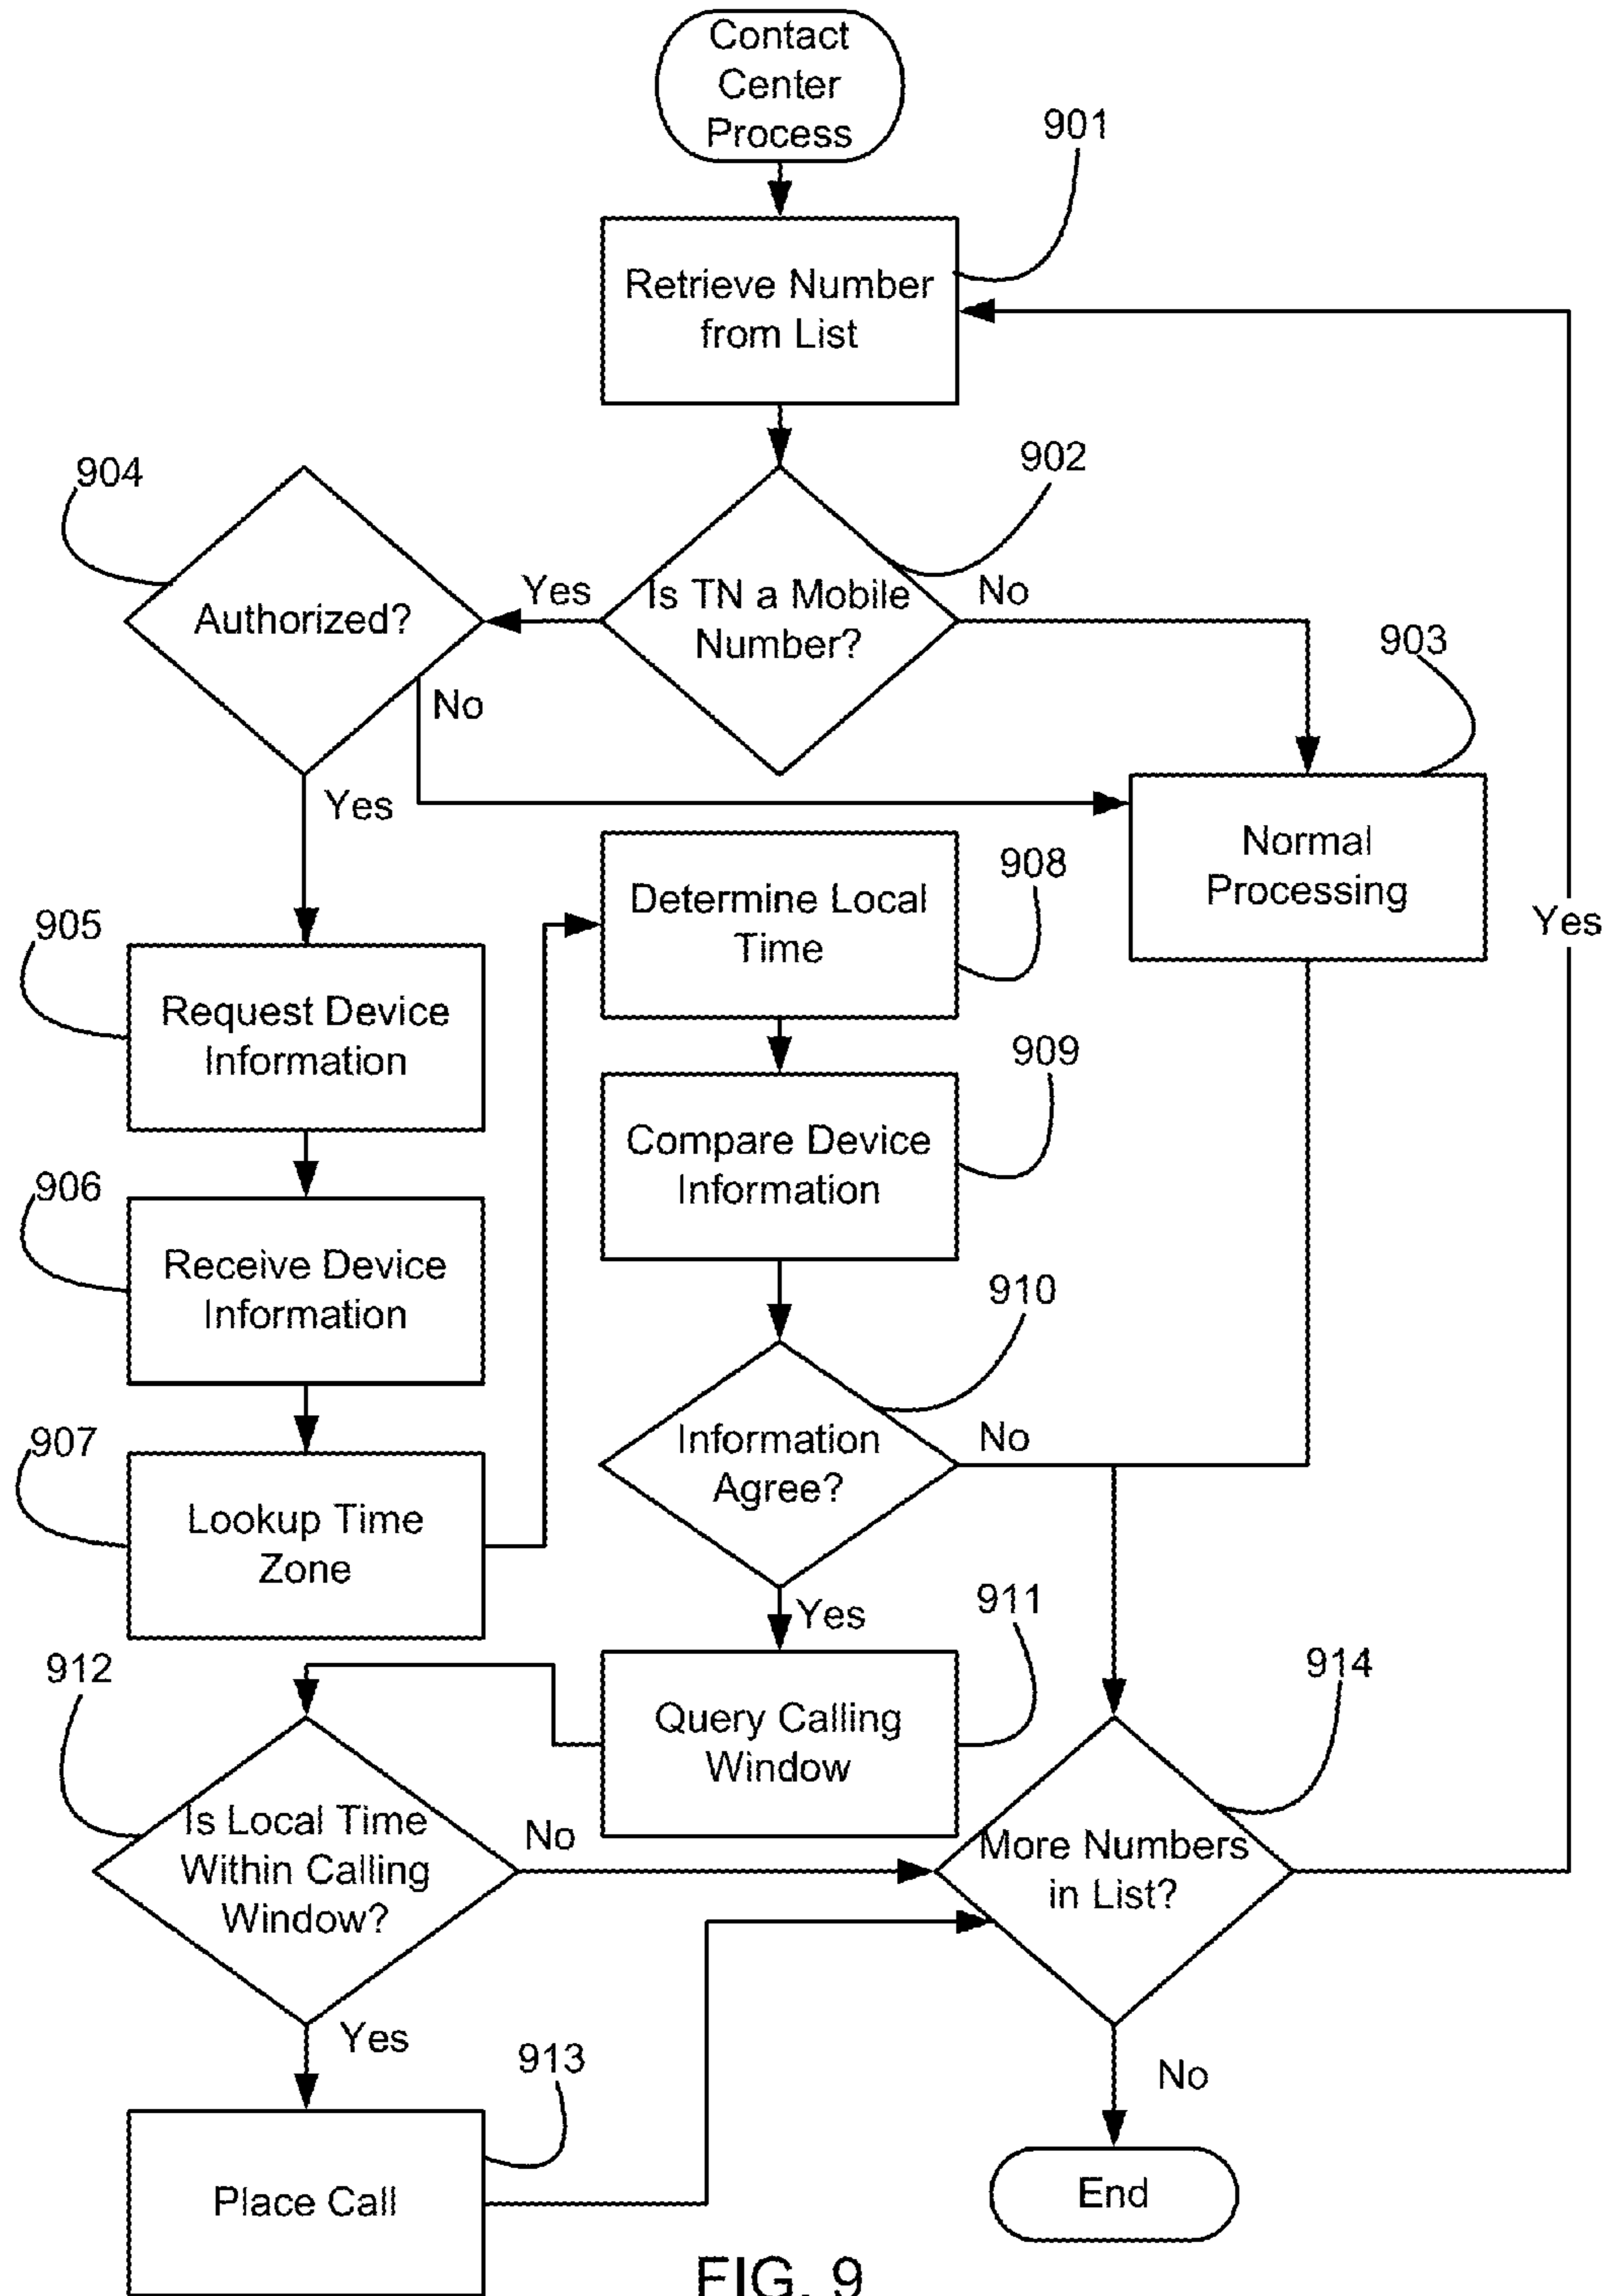 Contact
Center
Process
901
Retrieve Number
from List
902
904
Is TN a Mobile
Number?
Yes
No
Authorized?
903
No
Yes
Normal
Processing
908
Determine Local
Time
Yes
905
Request Device
Information
909
Compare Device
Information
906
Receive Device
Information
910
Information
Agree?
No
907
Lookup Time
Zone
Yes
911
Query Calling
Window
912
914
Is Local Time
Within Calling
Window?
No
More Numbers
in List?
Yes
913
No
Place Call
End
FIG. 9